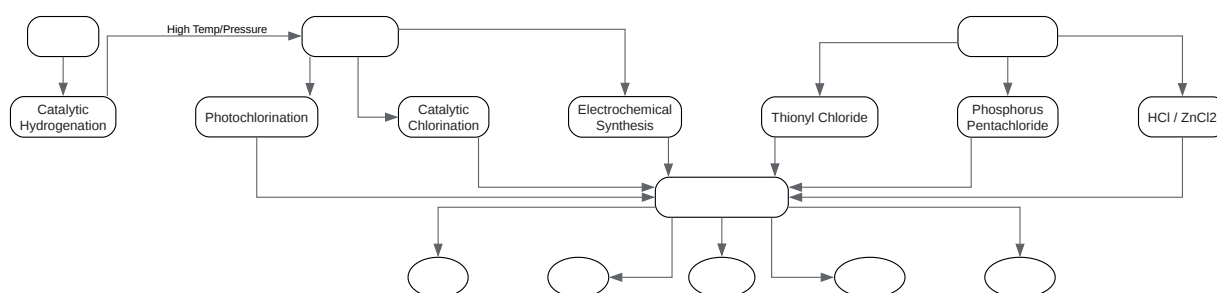 High Temp/Pressure
Catalytic
Hydrogenation
Photochlorination
Catalytic
Chlorination
Electrochemical
Synthesis
Thionyl Chloride
Phosphorus
Pentachloride
HCl / ZnCl2